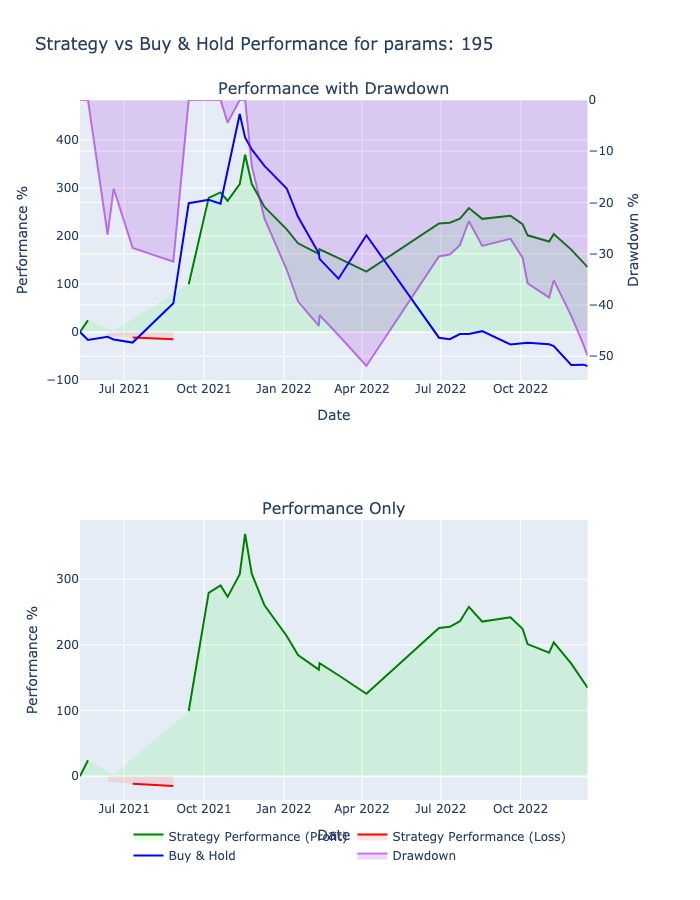 Strategy vs Buy & Hold Performance for params: 195
Performance with Drawdown
400
300
200
100
0
−100
Performance %
0
−10
−20
−30
−40
−50
Drawdown %
Jul 2021 Oct 2021 Jan 2022 Apr 2022 Jul 2022 Oct 2022
Date
Performance Only
300
200
100
0
Performance %
Jul 2021 Oct 2021 Jan 2022 Apr 2022 Jul 2022 Oct 2022
Date
Strategy Performance (Profit) Strategy Performance (Loss)
Buy & Hold Drawdown